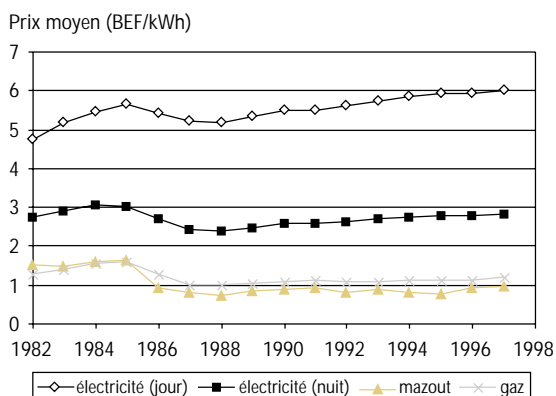 Prix moyen (BEF/kWh)
7
6
5
4
3
2
1
0
1982 1984 1986 1988 1990 1992 1994 1996 1998
électricité (jour) électricité (nuit) mazout gaz